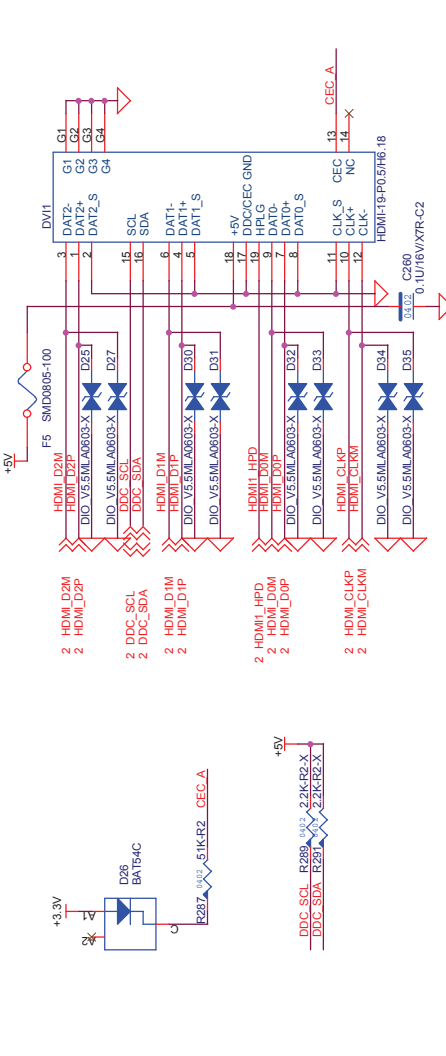 +5V
F5
SMD0805-100
DVI1
HDMI_D2M
HDMI_D2P
3
1
2
DAT2-
DAT2+
DAT2_S
G1
G2
G3
G4
G1
G2
G3
G4
2 HDMI_D2M
2 HDMI_D2P
DIO_V5.5MLA0603-X
D25
DIO_V5.5MLA0603-X
D27
2 DDC_SCL
2 DDC_SDA
DDC_SCL
DDC_SDA
15
16
SCL
SDA
2 HDMI_D1M
2 HDMI_D1P
HDMI_D1M
HDMI_D1P
6
4
5
DAT1-
DAT1+
DAT1_S
DIO_V5.5MLA0603-X
D30
DIO_V5.5MLA0603-X
D31
18
17
+5V
DDC/CEC GND
2 HDMI1_HPD
2 HDMI_D0M
2 HDMI_D0P
HDMI1_HPD
HDMI_D0M
HDMI_D0P
19
9
7
8
HPLG
DAT0-
DAT0+
DAT0_S
DIO_V5.5MLA0603-X
D32
DIO_V5.5MLA0603-X
D33
2 HDMI_CLKP
2 HDMI_CLKM
HDMI_CLKP
HDMI_CLKM
11
10
12
CLK_S
CLK+
CLK-
CEC
NC
13
14
CEC_A
HDMI-19-P0.5/H6.18
DIO_V5.5MLA0603-X
D34
DIO_V5.5MLA0603-X
D35
C260
0402
0.1U/16V/X7R-C2
+3.3V
A1
A2
C
D26
BAT54C
R287
0402
51K-R2
CEC_A
+5V
DDC_SCL
R289
0402
2.2K-R2-X
DDC_SDA
R291
0402
2.2K-R2-X